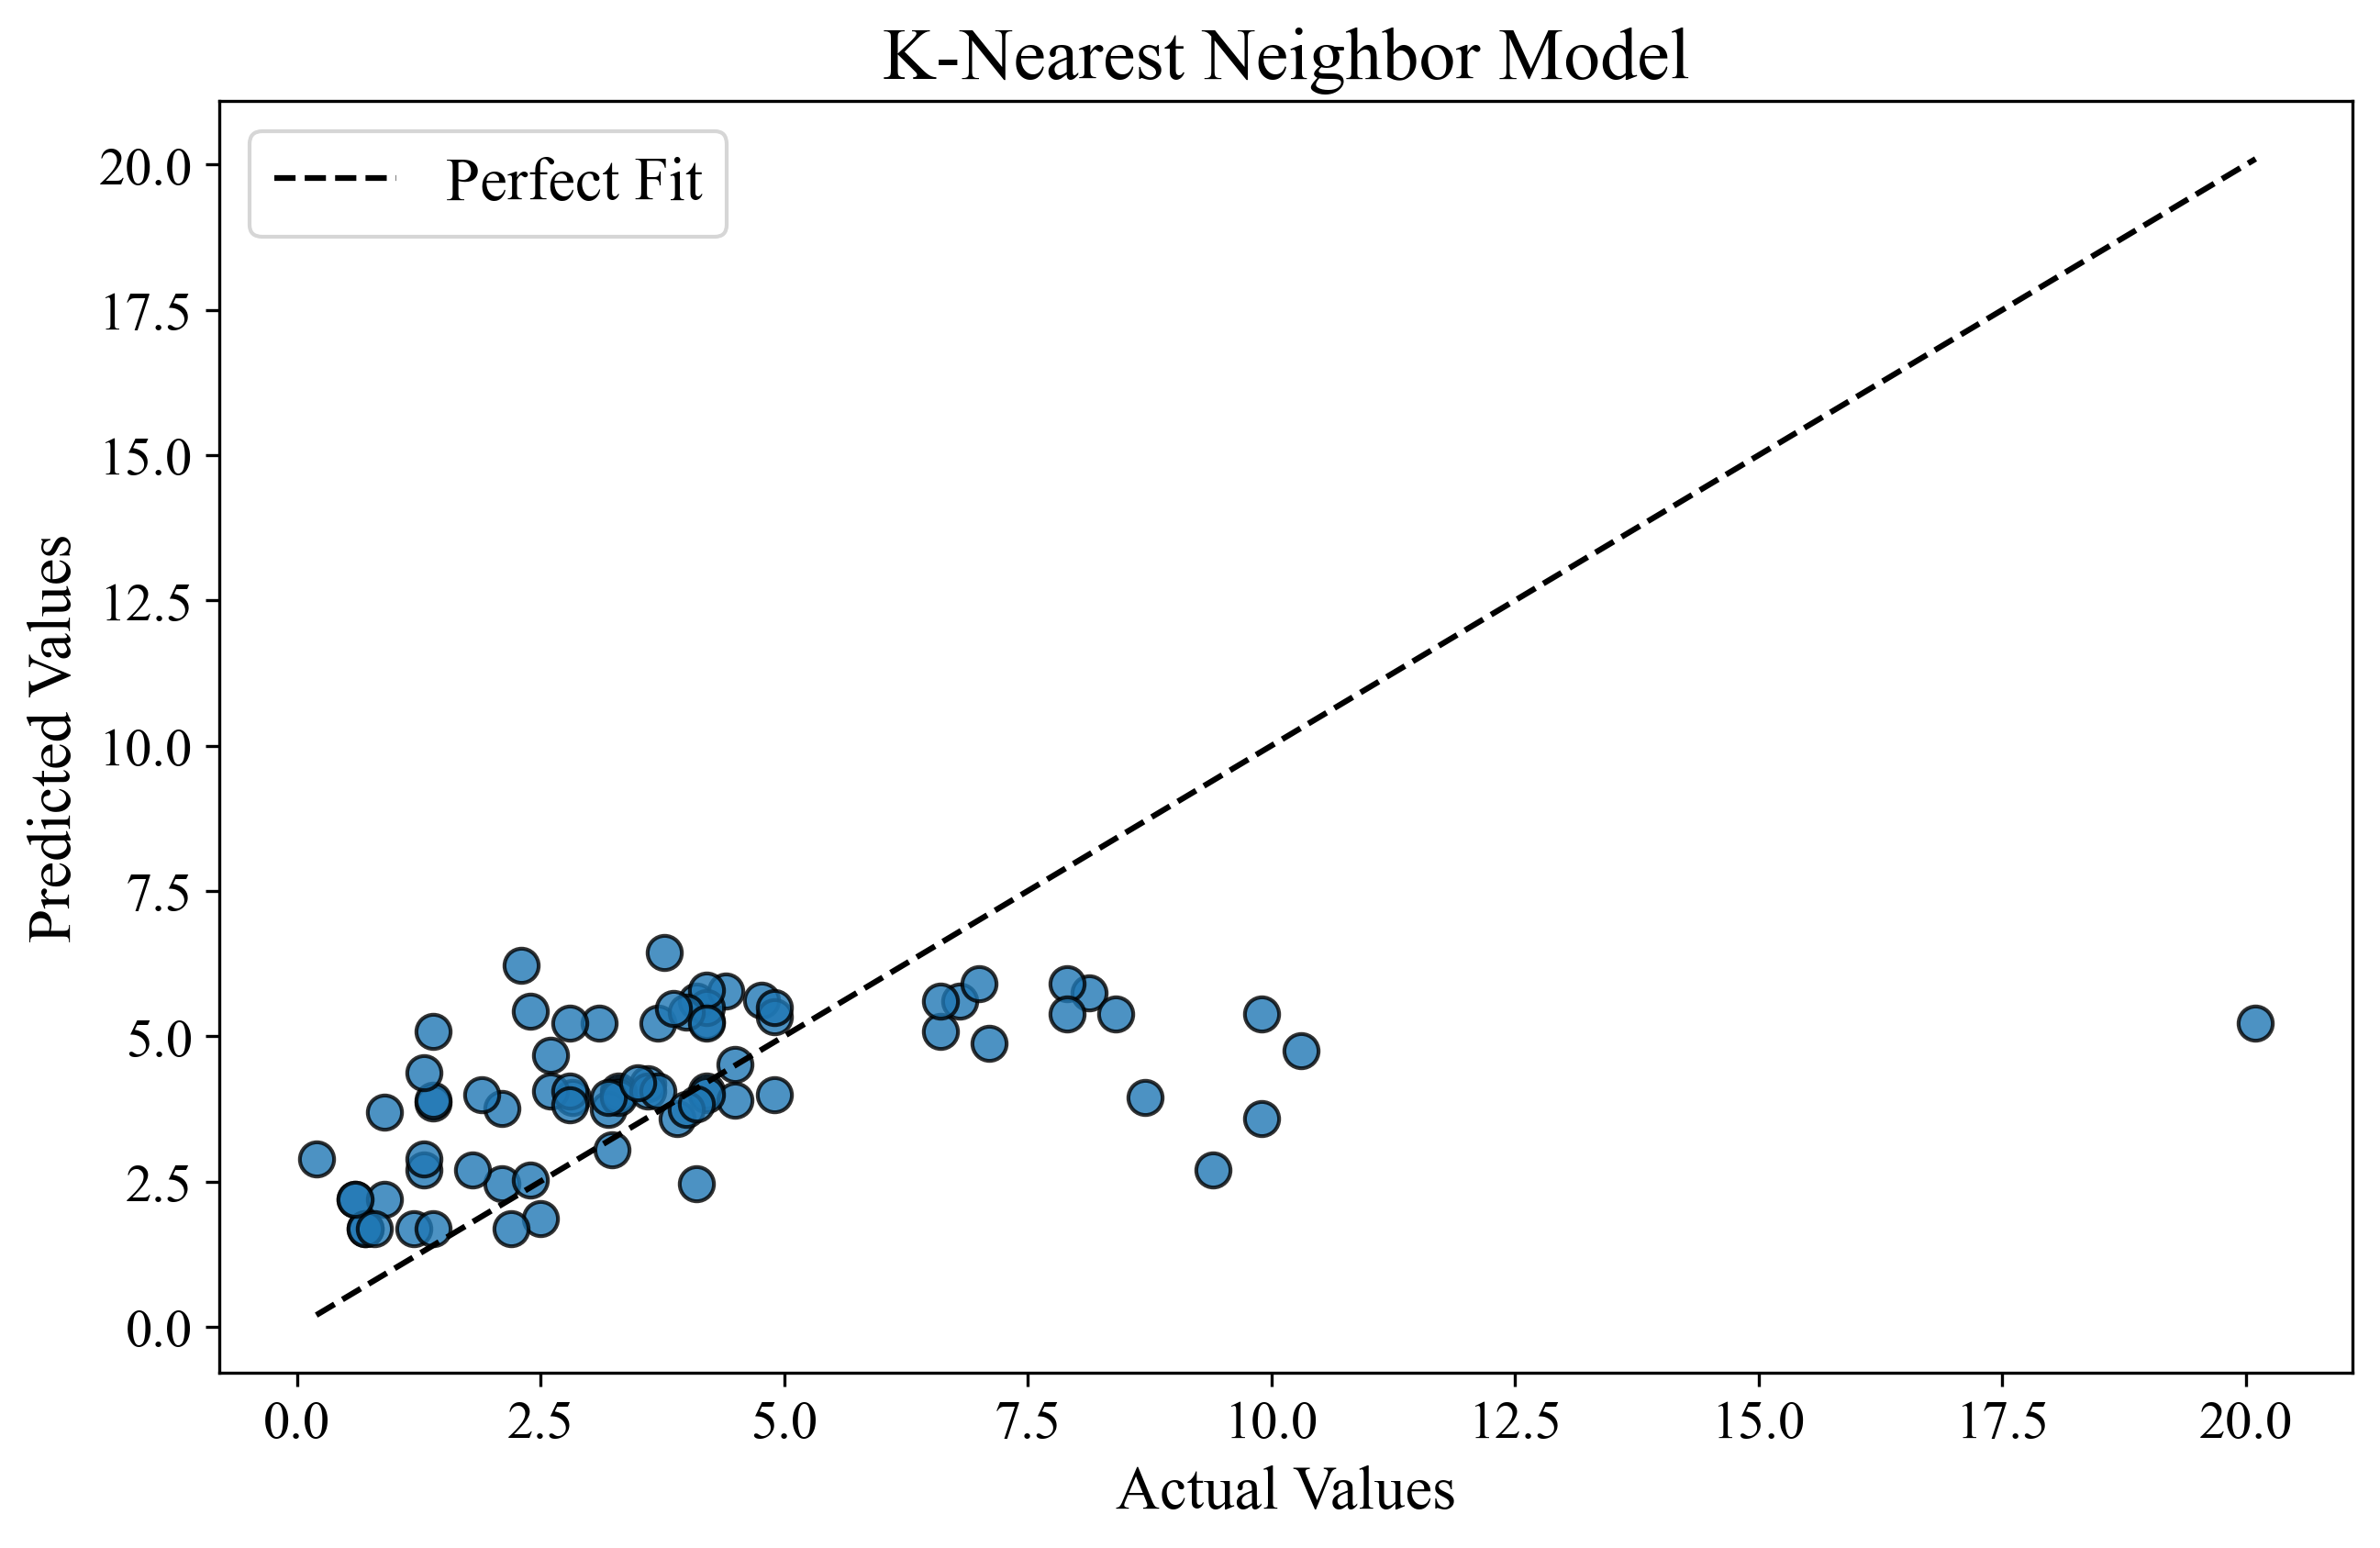 K-Nearest Neighbor Model
Perfect Fit
20.0
17.5
15.0
12.5
10.0
7.5
5.0
2.5
0.0
Predicted Values
0.0 2.5 5.0 7.5 10.0 12.5 15.0 17.5 20.0
Actual Values